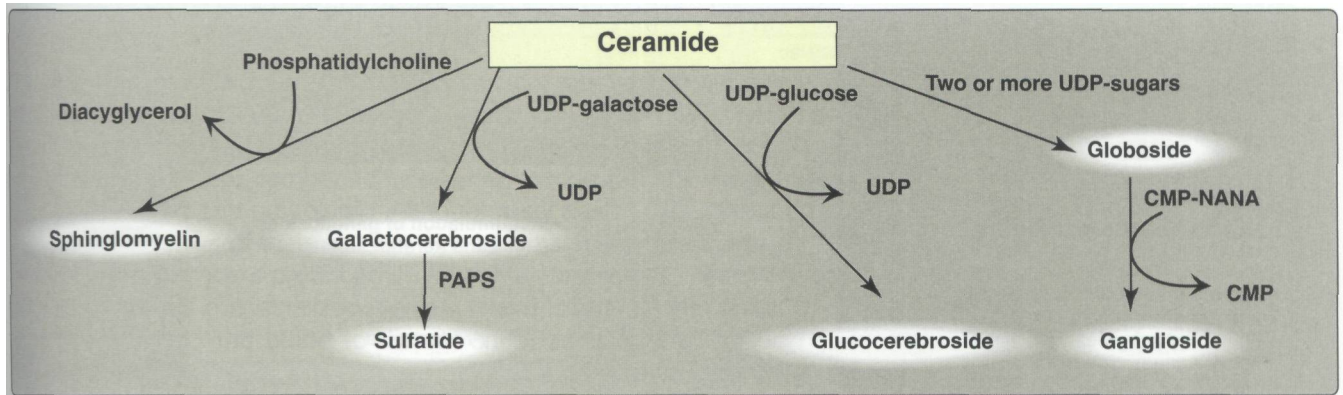 Ceramide
Phosphatidylcholine
Diacyglycerol
UDP-galactose
UDP
UDP-glucose
UDP
Two or more UDP-sugars
Globoside
CMP-NANA
CMP
Sphinglomyelin
Galactocerebroside
PAPS
Sulfatide
Glucocerebroside
Ganglioside